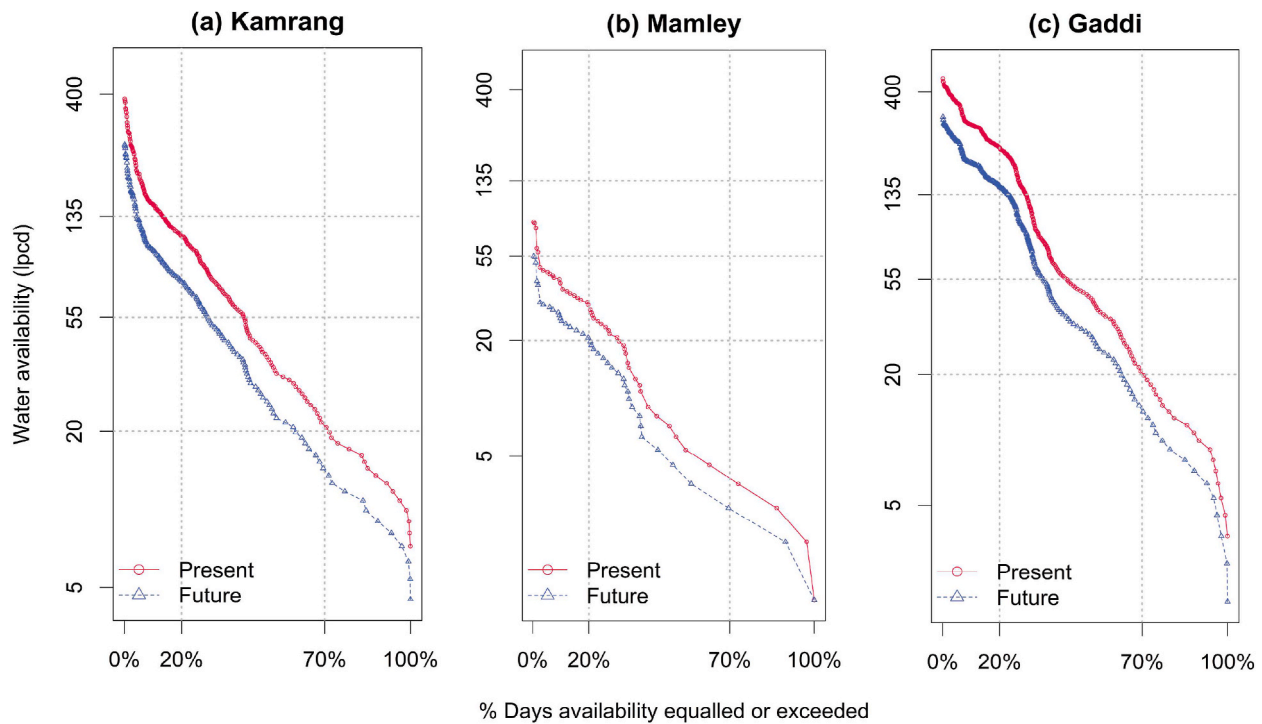 (a) Kamrang
(b) Mamley
(c) Gaddi
Water availability (lpcd)
400
135
55
20
5
Present
Future
0% 20% 70% 100%
400
135
55
20
5
Present
Future
0% 20% 70% 100%
400
135
55
20
5
Present
Future
0% 20% 70% 100%
% Days availability equalled or exceeded